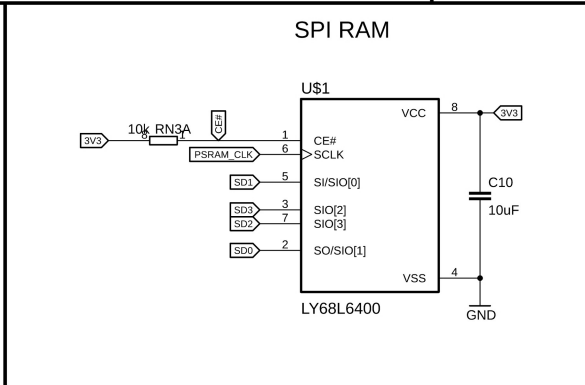 SPI RAM
U$1
VCC
8
3V3
10k RN3A
8
1
CE#
3V3
1
CE#
PSRAM_CLK
6
SCLK
SD1
5
SI/SIO[0]
C10
SD3
3
SIO[2]
10uF
SD2
7
SIO[3]
SD0
2
SO/SIO[1]
VSS
4
LY68L6400
GND